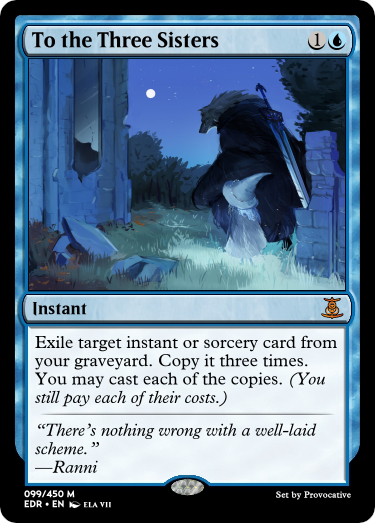 To the Three Sisters
1
Instant
Exile target instant or sorcery card from
your graveyard. Copy it three times.
You may cast each of the copies. (You
still pay each of their costs.)
“There’s nothing wrong with a well-laid
scheme.”
—Ranni
099/450 M
EDR • EN ELA VII
Set by Provocative